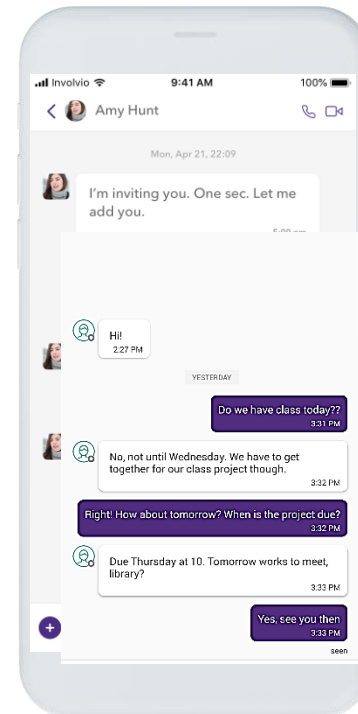 Involvio
9:41 AM
100%
Amy Hunt
Mon, Apr 21, 22:09
I'm inviting you. One sec. Let me
add you.
Hi!
2:27 PM
YESTERDAY
Do we have class today??
3:31 PM
No, not until Wednesday. We have to get
together for our class project though.
3:32 PM
Right! How about tomorrow? When is the project due?
3:32 PM
Due Thursday at 10. Tomorrow works to meet,
library?
3:33 PM
Yes, see you then
3:33 PM
seen